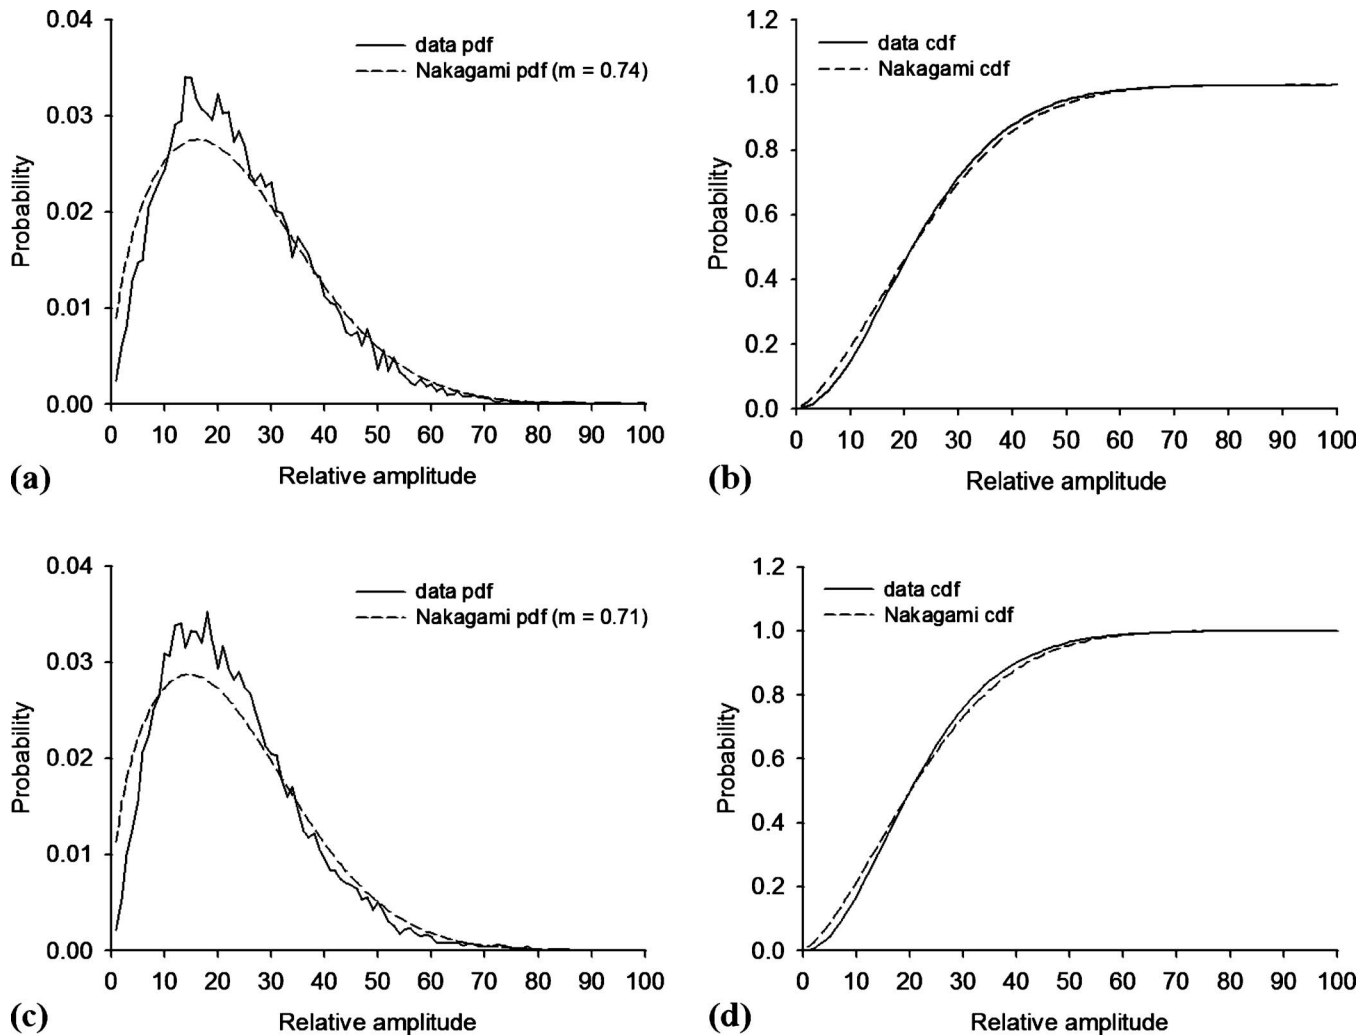 (a)
0.04
0.03
0.02
0.01
0.00
Probability
data pdf
Nakagami pdf (m = 0.74)
0 10 20 30 40 50 60 70 80 90 100
Relative amplitude
(b)
1.2
1.0
0.8
0.6
0.4
0.2
0.0
Probability
data cdf
Nakagami cdf
0 10 20 30 40 50 60 70 80 90 100
Relative amplitude
(c)
0.04
0.03
0.02
0.01
0.00
Probability
data pdf
Nakagami pdf (m = 0.71)
0 10 20 30 40 50 60 70 80 90 100
Relative amplitude
(d)
1.2
1.0
0.8
0.6
0.4
0.2
0.0
Probability
data cdf
Nakagami cdf
0 10 20 30 40 50 60 70 80 90 100
Relative amplitude